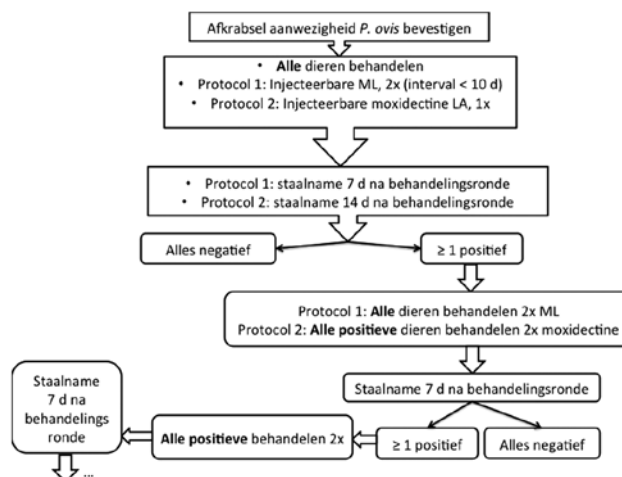 Afkrabsel aanwezigheid P. ovis bevestigen
• Alle dieren behandelen
• Protocol 1: Injecteerbare ML, 2x (interval < 10 d)
• Protocol 2: Injecteerbare moxidectine LA, 1x
• Protocol 1: staalname 7 d na behandelingsronde
• Protocol 2: staalname 14 d na behandelingsronde
Alles negatief
≥ 1 positief
Protocol 1: Alle dieren behandelen 2x ML
Protocol 2: Alle positieve dieren behandelen 2x moxidectine
Staalname 7 d na behandelingsronde
≥ 1 positief
Alles negatief
Alle positieve behandelen 2x
Staalname
7 d na
behandelings
ronde
...